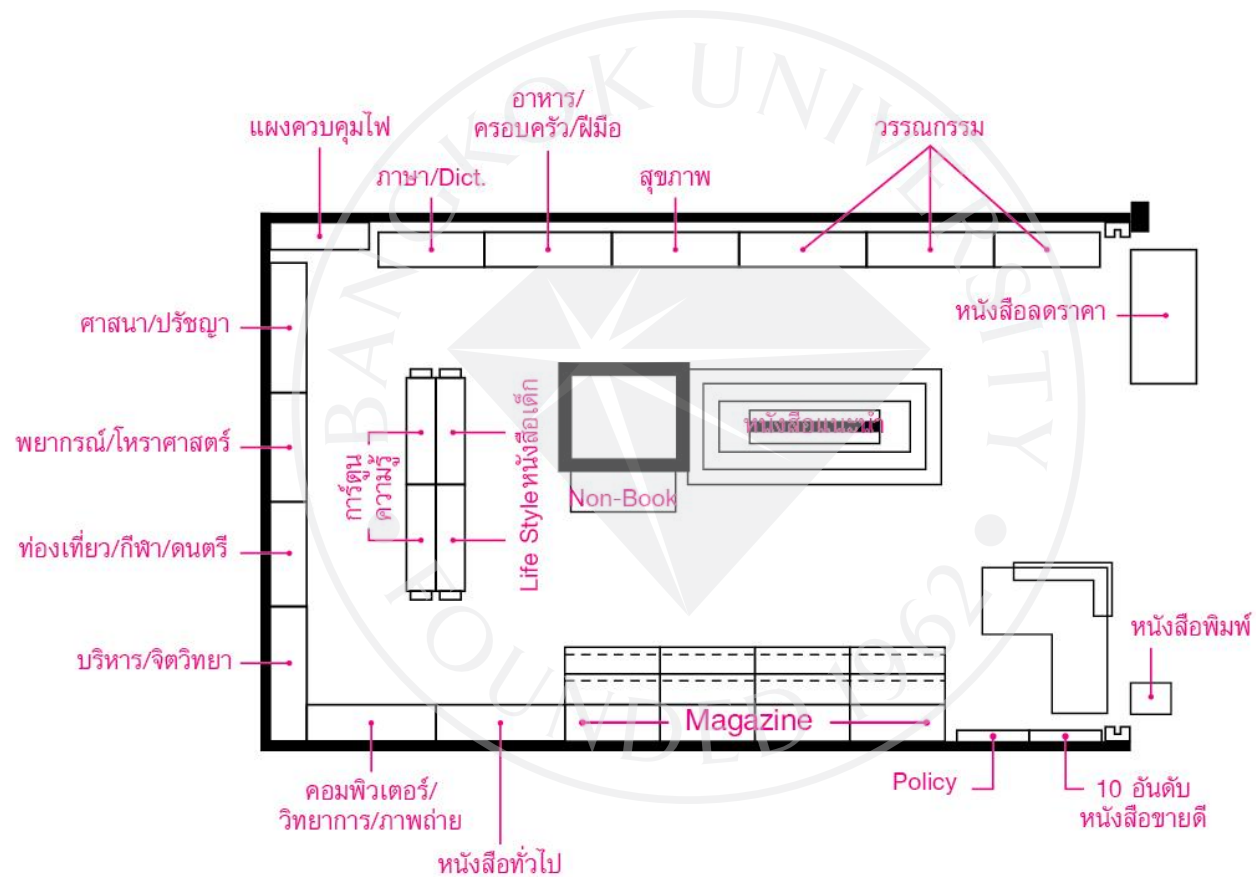 BANGKOK UNIVERSITY
FOUNDED 1962
อาหาร/
ครอบครัว/ฝีมือ
แผงควบคุมไฟ
วรรณกรรม
ภาษา/Dict.
สุขภาพ
หนังสือลดราคา
ศาสนา/ปรัชญา
พยากรณ์/โหราศาสตร์
ท่องเที่ยว/กีฬา/ดนตรี
บริหาร/จิตวิทยา
การ์ตูน
ความรู้
หนังสือเด็ก
Life Style
หนังสือแนะนำ
Non-Book
หนังสือพิมพ์
Magazine
Policy
10 อันดับ
หนังสือขายดี
คอมพิวเตอร์/
วิทยาการ/ภาพถ่าย
หนังสือทั่วไป